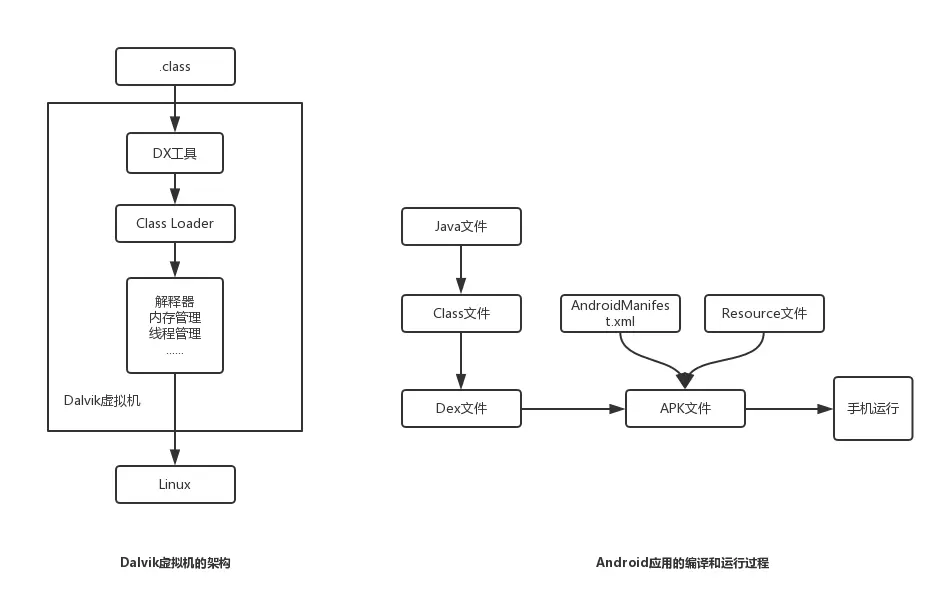 .class
DX工具
Class Loader
解释器
内存管理
线程管理
......
Dalvik虚拟机
Linux
Dalvik虚拟机的架构
Java文件
Class文件
AndroidManifes
t.xml
Resource文件
Dex文件
APK文件
手机运行
Android应用的编译和运行过程